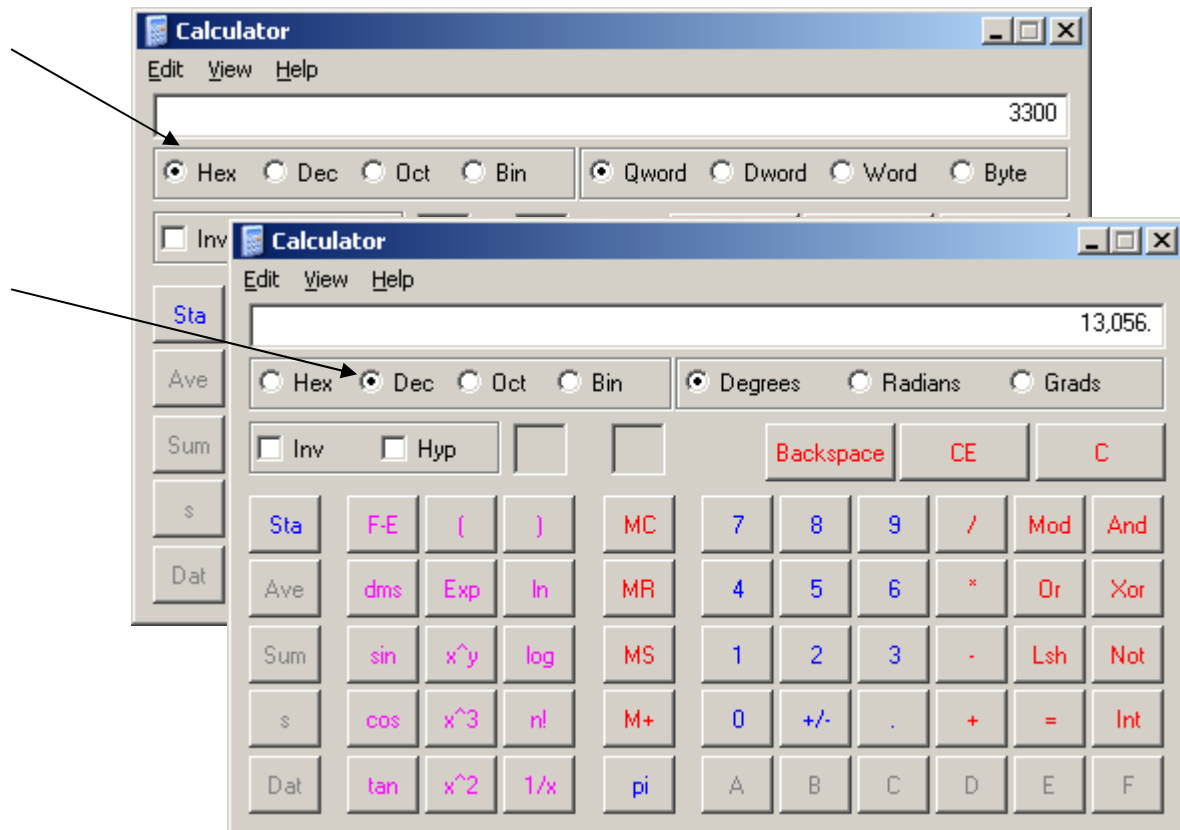 Calculator
Edit View Help
3300
Hex Dec Oct Bin Qword Dword Word Byte
Inv
Sta
Ave
Sum
s
Dat
Calculator
Edit View Help
13,056.
Hex Dec Oct Bin Degrees Radians Grads
Inv Hyp Backspace CE C
Sta F-E ( ) MC 7 8 9 / Mod And
Ave dms Exp ln MR 4 5 6 * Or Xor
Sum sin x^y log MS 1 2 3 - Lsh Not
s cos x^3 n! M+ 0 +/- . + = Int
Dat tan x^2 1/x pi A B C D E F